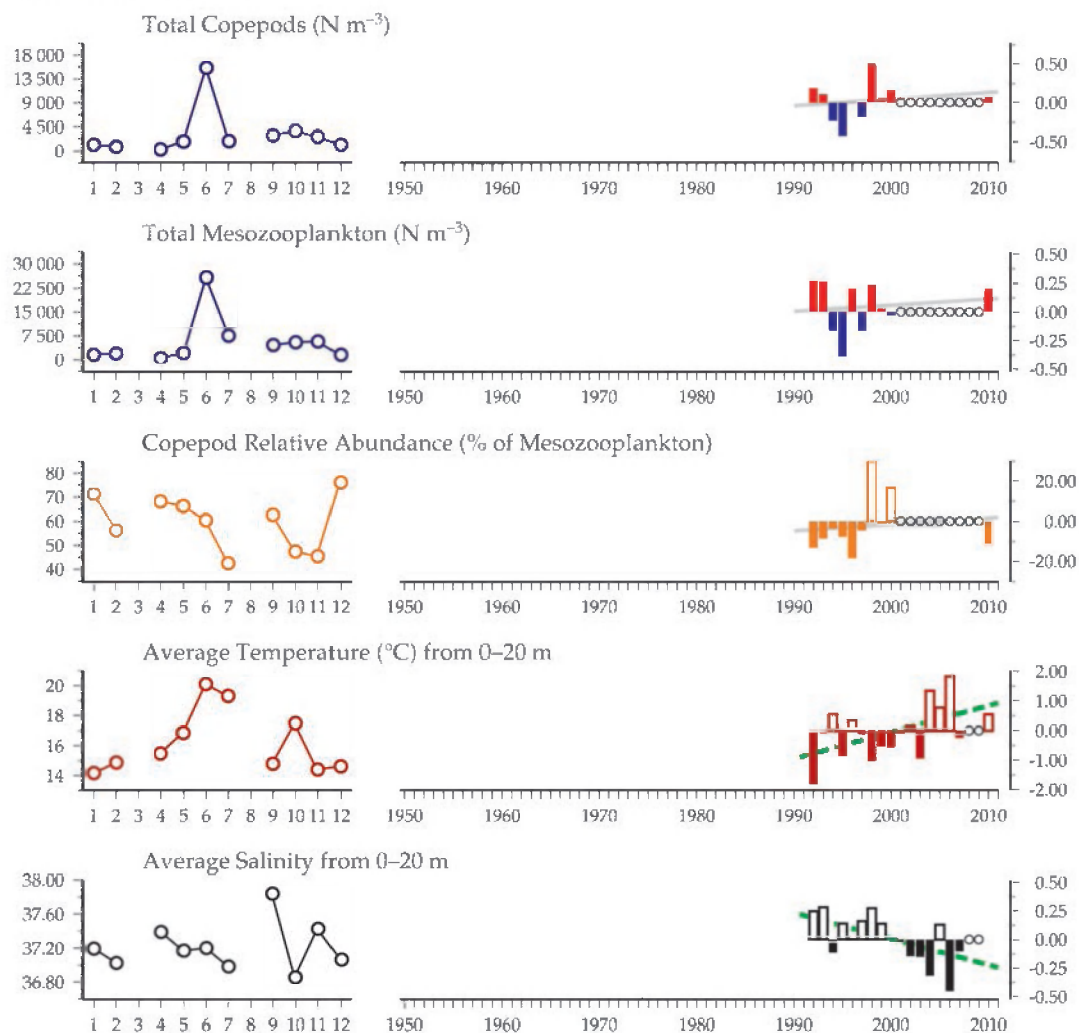 Total Copepods (N m⁻³)
18 000
13 500
9 000
4 500
0
0.50
0.00
-0.50
1 2 3 4 5 6 7 8 9 10 11 12
1950 1960 1970 1980 1990 2000 2010
Total Mesozooplankton (N m⁻³)
30 000
22 500
15 000
7 500
0
0.50
0.25
0.00
-0.25
-0.50
1 2 3 4 5 6 7 8 9 10 11 12
1950 1960 1970 1980 1990 2000 2010
Copepod Relative Abundance (% of Mesozooplankton)
80
70
60
50
40
20.00
0.00
-20.00
1 2 3 4 5 6 7 8 9 10 11 12
1950 1960 1970 1980 1990 2000 2010
Average Temperature (°C) from 0–20 m
20
18
16
14
2.00
1.00
0.00
-1.00
-2.00
1 2 3 4 5 6 7 8 9 10 11 12
1950 1960 1970 1980 1990 2000 2010
Average Salinity from 0–20 m
38.00
37.60
37.20
36.80
0.50
0.25
0.00
-0.25
-0.50
1 2 3 4 5 6 7 8 9 10 11 12
1950 1960 1970 1980 1990 2000 2010